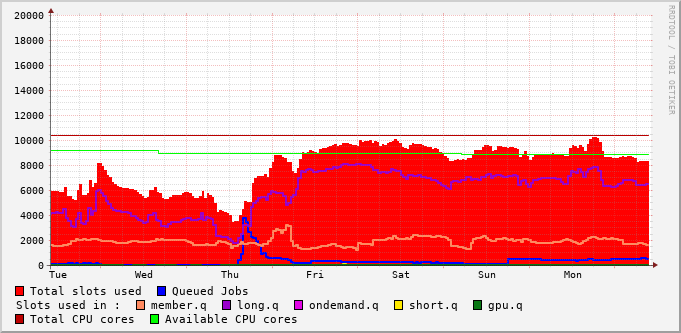 20000
18000
16000
14000
12000
10000
8000
6000
4000
2000
0
Tue Wed Thu Fri Sat Sun Mon
RRDTOOL / TOBI OETIKER
Total slots used Queued Jobs
Slots used in : member.q long.q ondemand.q short.q gpu.q
Total CPU cores Available CPU cores